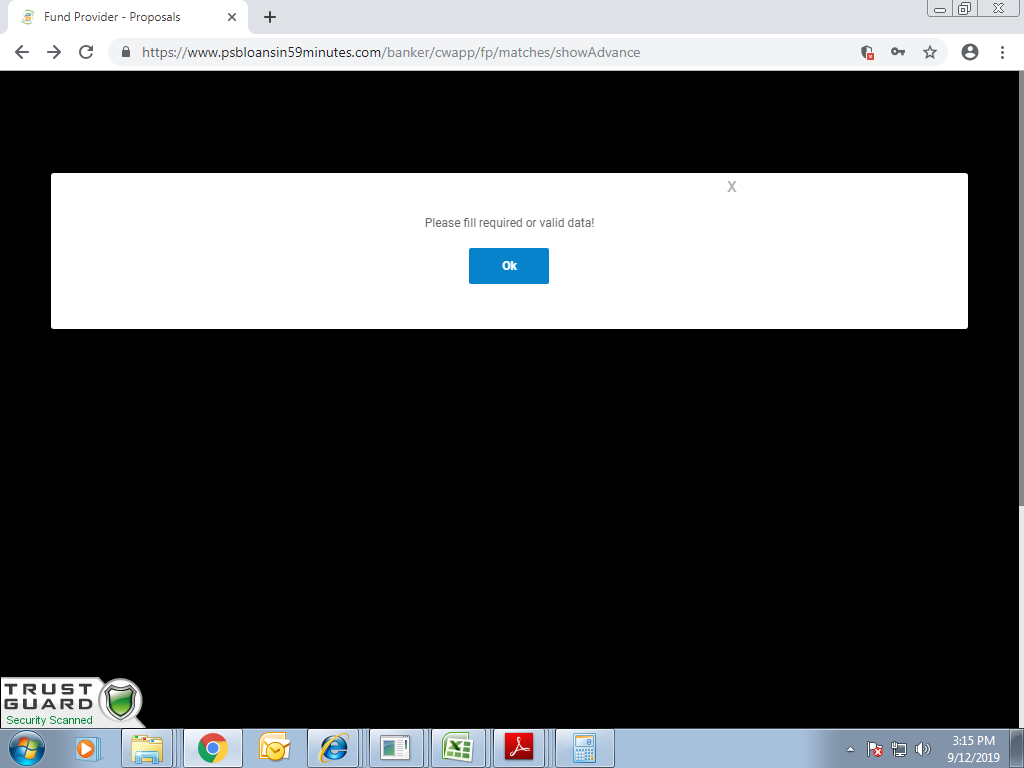 Fund Provider - Proposals
https://www.psbloansin59minutes.com/banker/cwapp/fp/matches/showAdvance
X
Please fill required or valid data!
Ok
TRUST
GUARD
Security Scanned
3:15 PM
9/12/2019